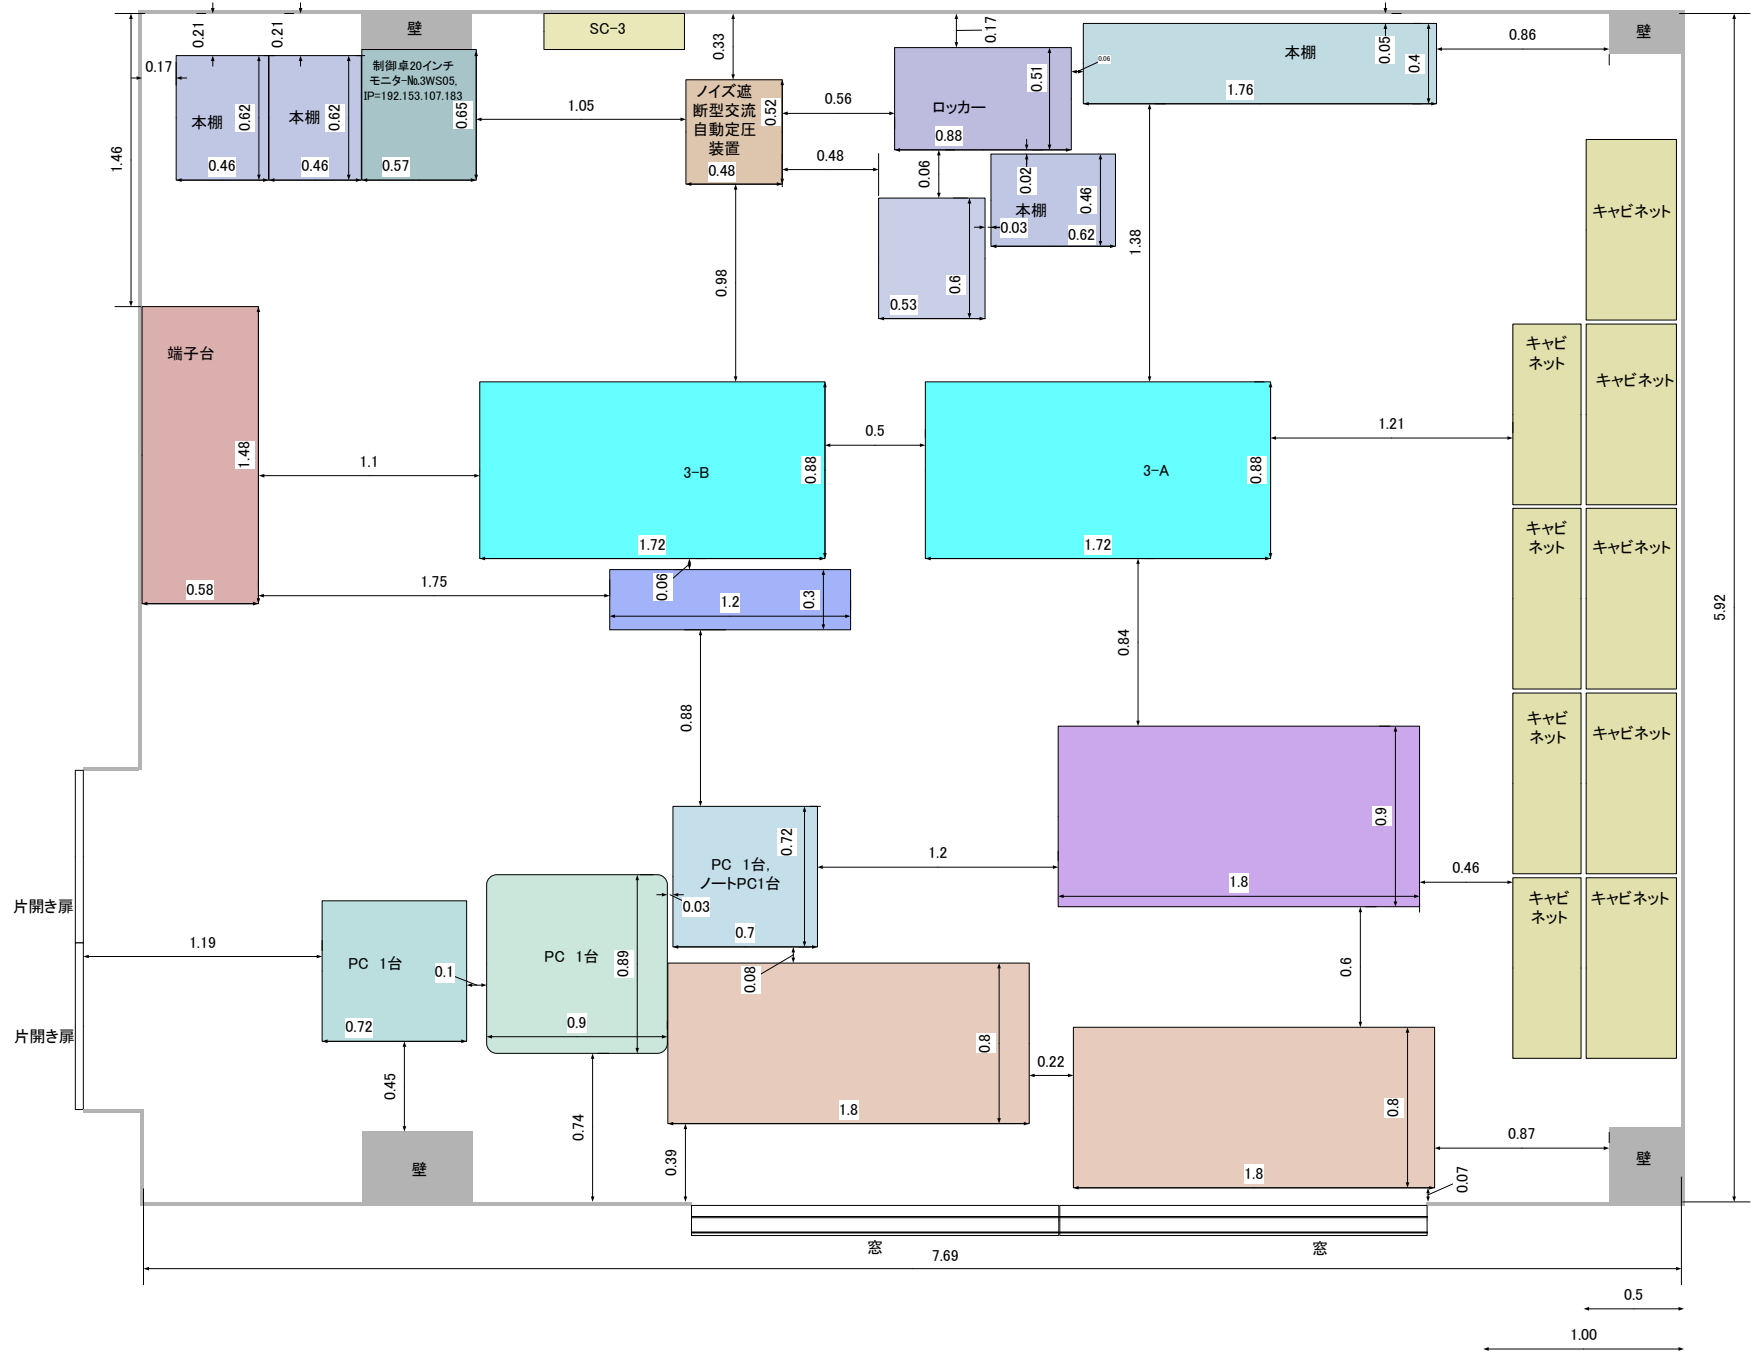 壁
SC-3
壁
0.21
0.21
0.33
0.17
0.05
0.86
0.17
制御卓20インチ
モニター№3WS05,
IP=192.153.107.183
本棚
本棚
0.62
0.62
0.65
0.46
0.46
0.57
1.46
1.05
ノイズ遮
断型交流
自動定圧
装置
0.52
0.48
0.56
0.48
ロッカー
0.51
0.88
0.06
本棚
0.4
1.76
0.06
0.02
本棚
0.46
0.62
0.03
0.6
0.53
0.98
1.38
キャビネット
端子台
1.48
0.58
1.1
3-B
0.88
1.72
0.5
3-A
0.88
1.72
1.21
キャビ
ネット
キャビネット
キャビ
ネット
キャビネット
1.75
0.06
1.2
0.3
5.92
0.88
0.84
キャビ
ネット
キャビネット
0.9
1.8
0.46
PC 1台,
ノートPC1台
0.72
0.7
1.2
0.03
キャビ
ネット
キャビネット
片開き扉
片開き扉
1.19
PC 1台
0.72
0.1
PC 1台
0.89
0.9
0.08
0.6
0.8
1.8
0.22
0.8
1.8
0.45
0.74
0.39
0.87
0.07
壁
壁
窓
窓
7.69
0.5
1.00